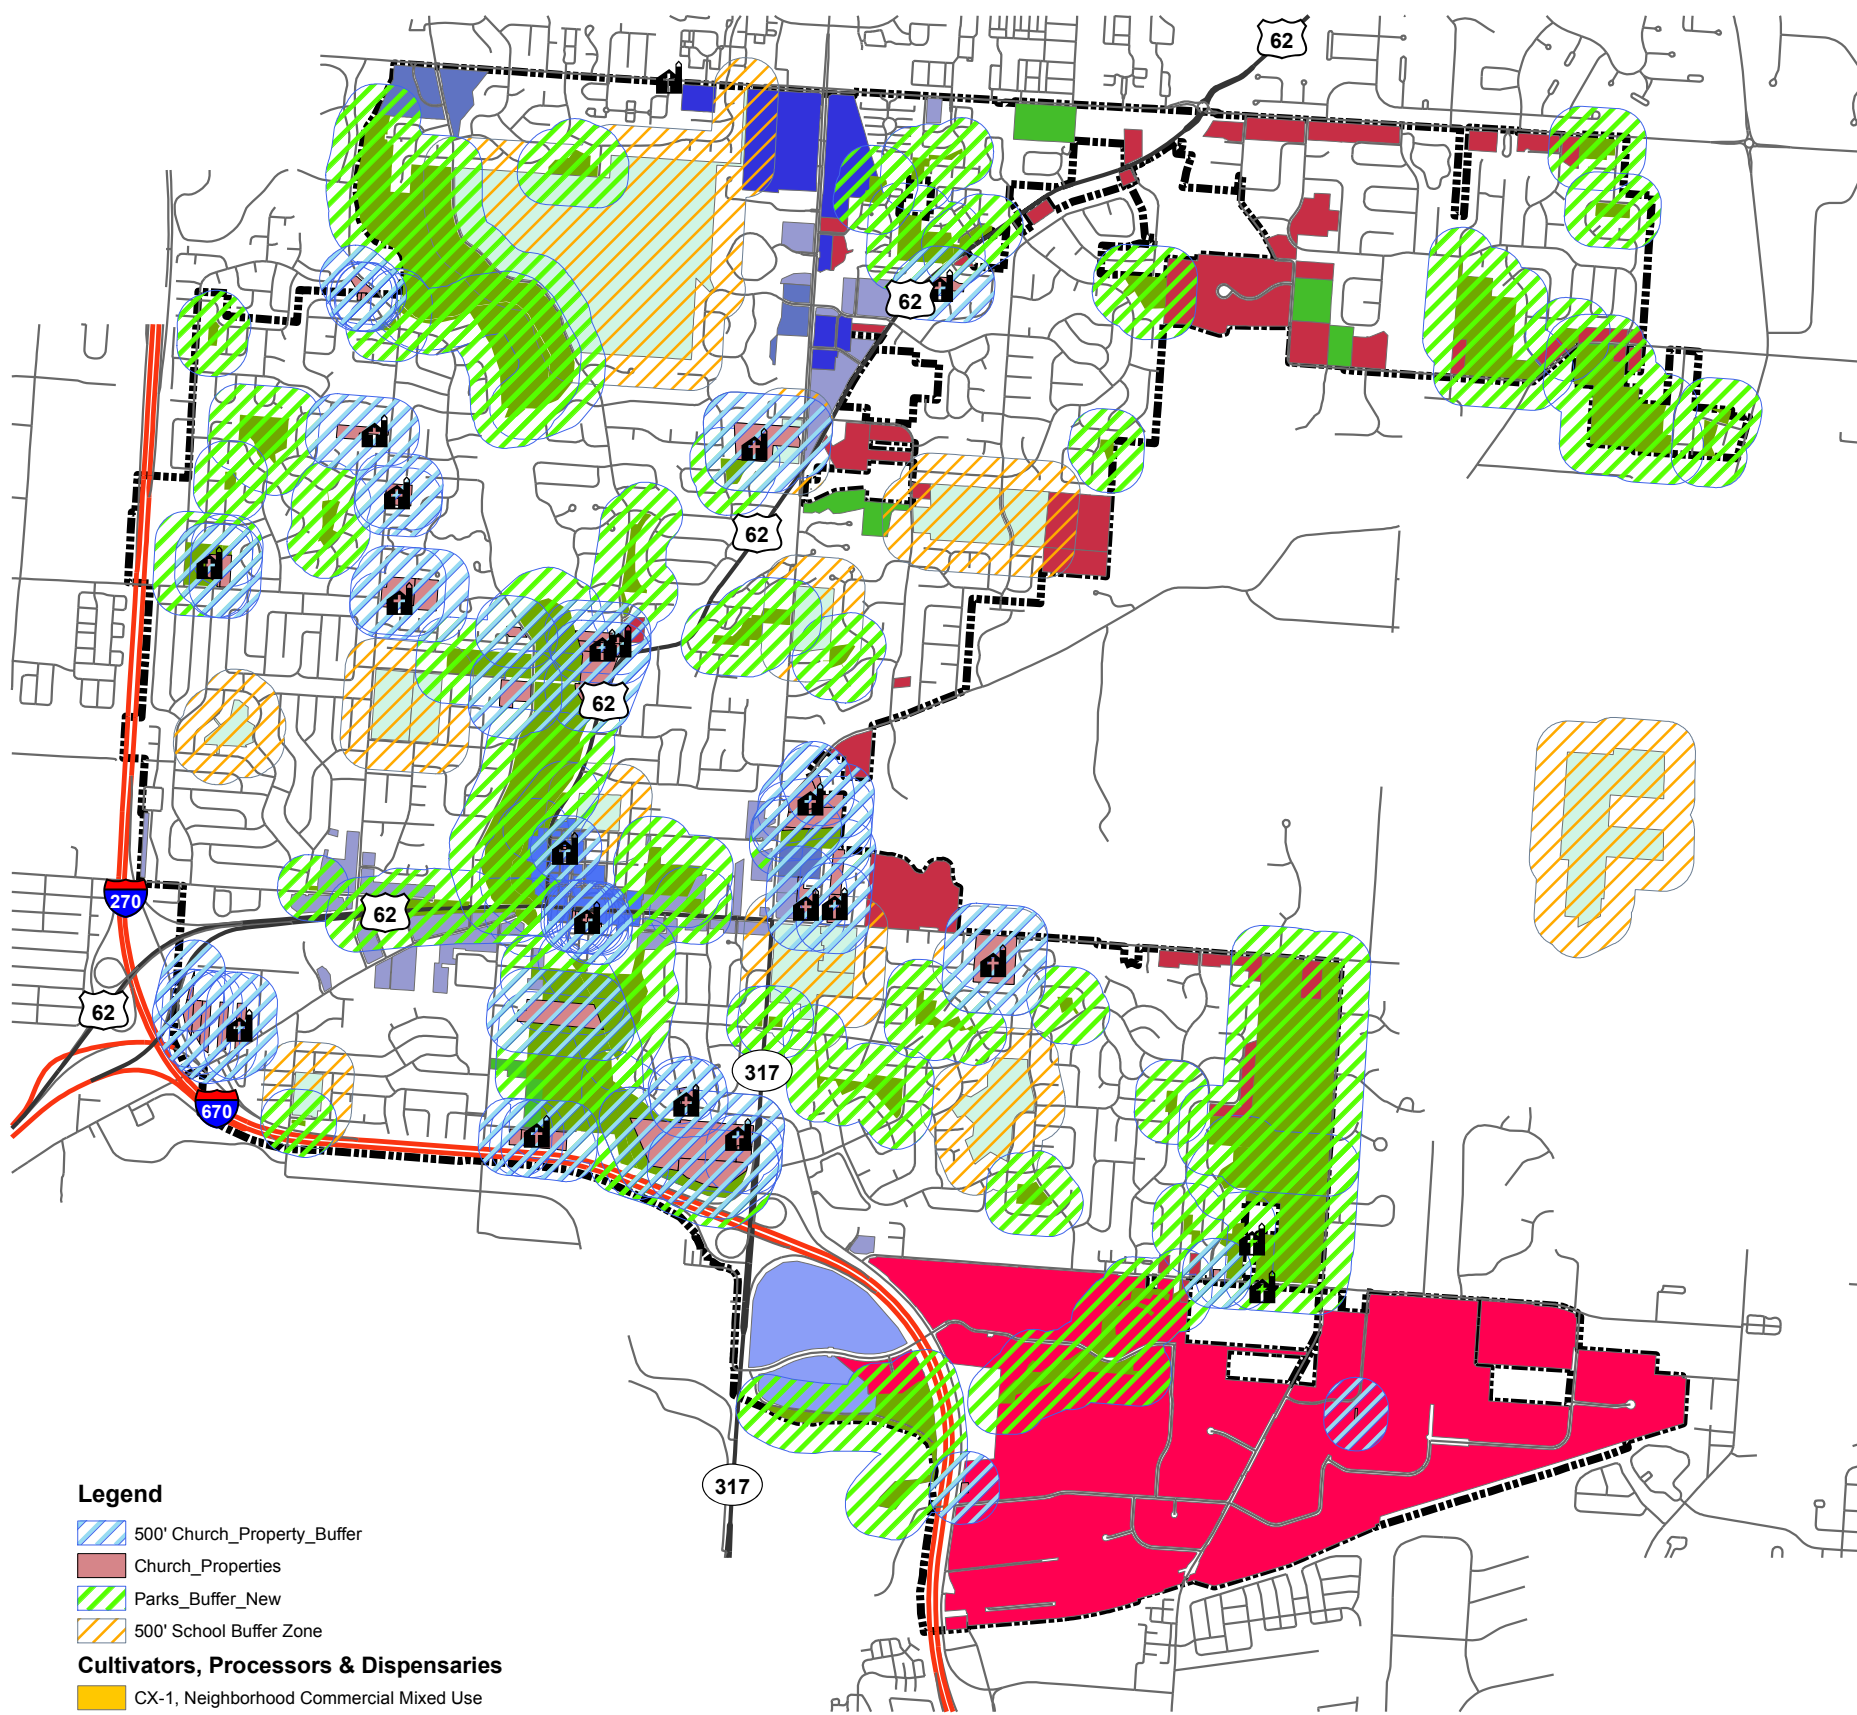 62
62
62
62
270
62
62
317
670
317
Legend
500' Church_Property_Buffer
Church_Properties
Parks_Buffer_New
500' School Buffer Zone
Cultivators, Processors & Dispensaries
CX-1, Neighborhood Commercial Mixed Use